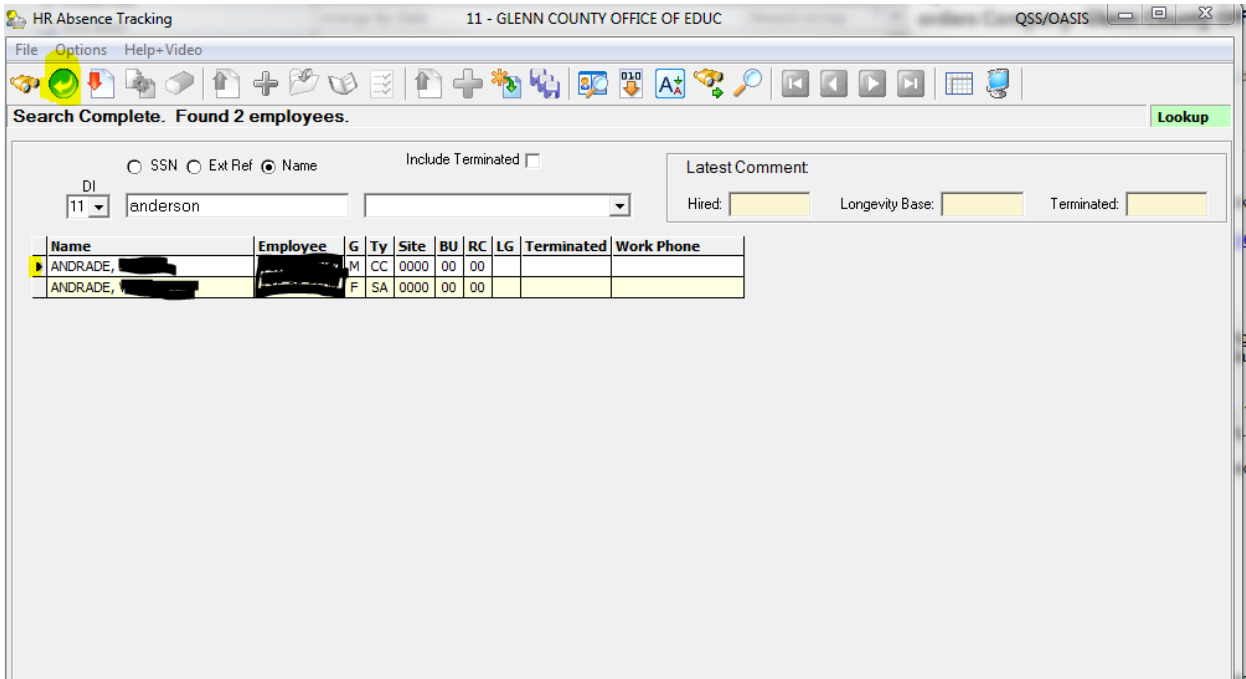 HR Absence Tracking 11 - GLENN COUNTY OFFICE OF EDUC QSS/OASIS
File Options Help+Video
Search Complete. Found 2 employees. Lookup
SSN Ext Ref Name Include Terminated Latest Comment:
DI
11 anderson Hired: Longevity Base: Terminated:
Name Employee G Ty Site BU RC LG Terminated Work Phone
ANDRADE, M CC 0000 00 00
ANDRADE, F SA 0000 00 00